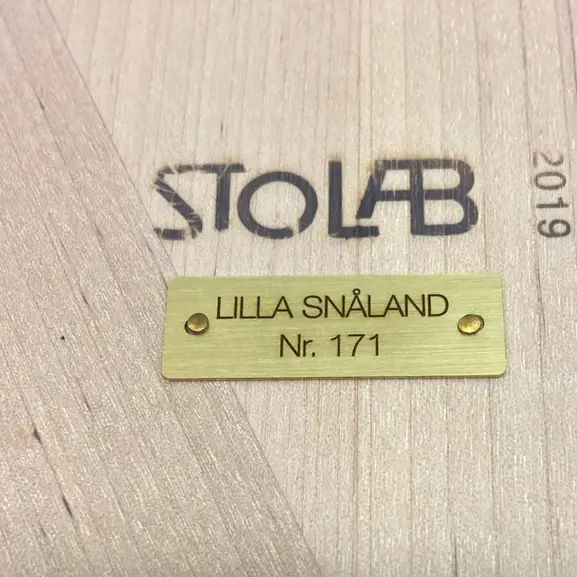 STOLAB
2019
LILLA SNÅLAND
Nr. 171